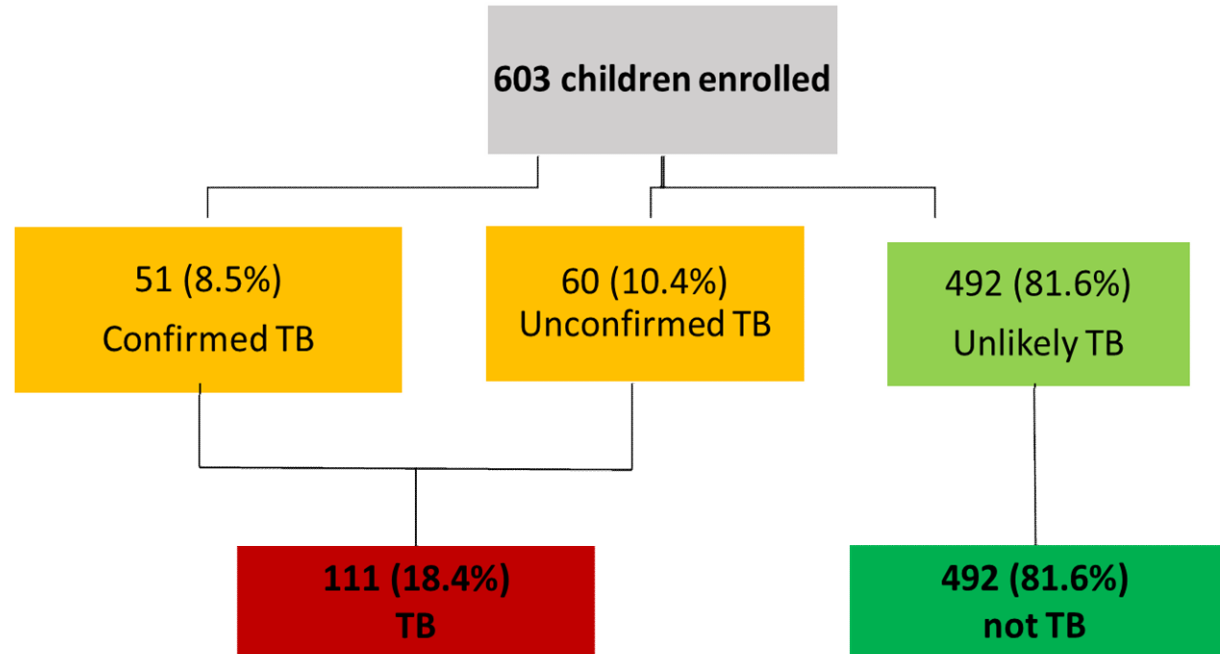 603 children enrolled
51 (8.5%)
Confirmed TB
60 (10.4%)
Unconfirmed TB
492 (81.6%)
Unlikely TB
111 (18.4%)
TB
492 (81.6%)
not TB